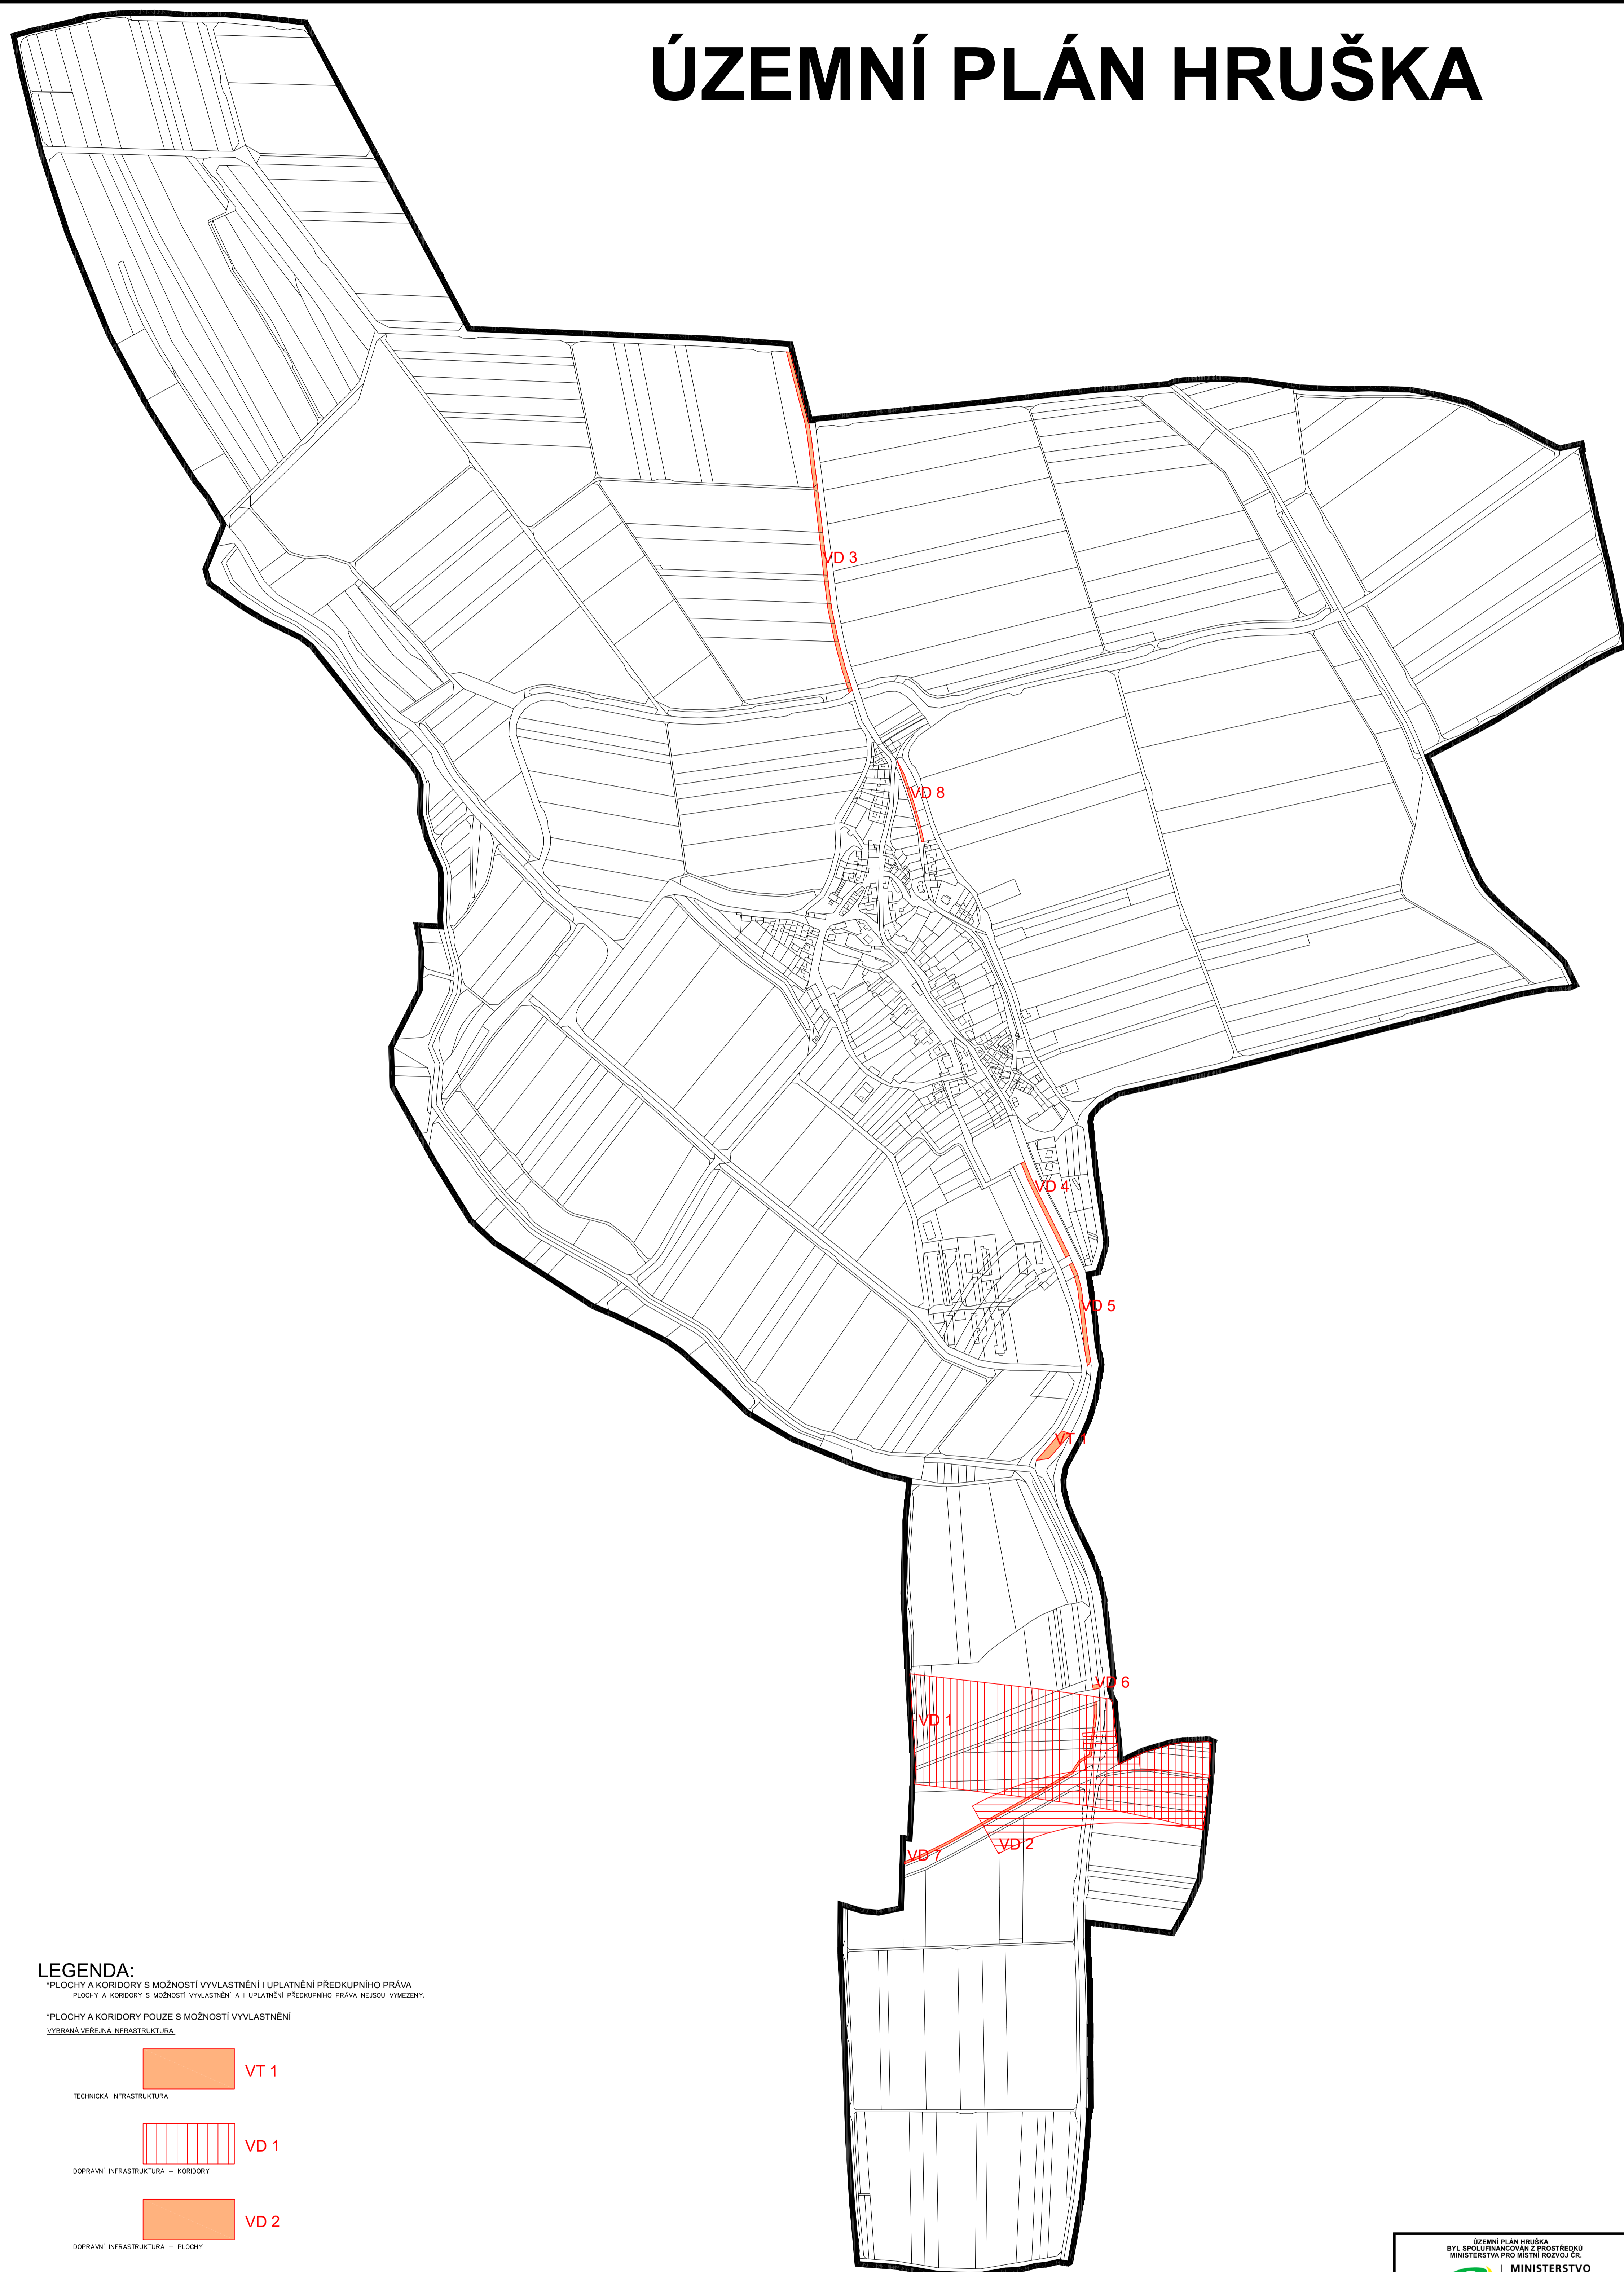 ÚZEMNÍ PLÁN HRUŠKA
VD 3
VD 8
VD 4
VD 5
VT 1
VD 6
VD 1
VD 2
VD 7
LEGENDA:
*PLOCHY A KORIDORY S MOŽNOSTÍ VYVLASTNĚNÍ I UPLATNĚNÍ PŘEDKUPNÍHO PRÁVA
PLOCHY A KORIDORY S MOŽNOSTÍ VYVLASTNĚNÍ A I UPLATNĚNÍ PŘEDKUPNÍHO PRÁVA NEJSOU VYMEZENY.
*PLOCHY A KORIDORY POUZE S MOŽNOSTÍ VYVLASTNĚNÍ
VYBRANÁ VEŘEJNÁ INFRASTRUKTURA
VT 1
TECHNICKÁ INFRASTRUKTURA
VD 1
DOPRAVNÍ INFRASTRUKTURA – KORIDORY
VD 2
DOPRAVNÍ INFRASTRUKTURA – PLOCHY
ÚZEMNÍ PLÁN HRUŠKA
BYL SPOLUFINANCOVÁN Z PROSTŘEDKŮ
MINISTERSTVA PRO MÍSTNÍ ROZVOJ ČR.
MINISTERSTVO